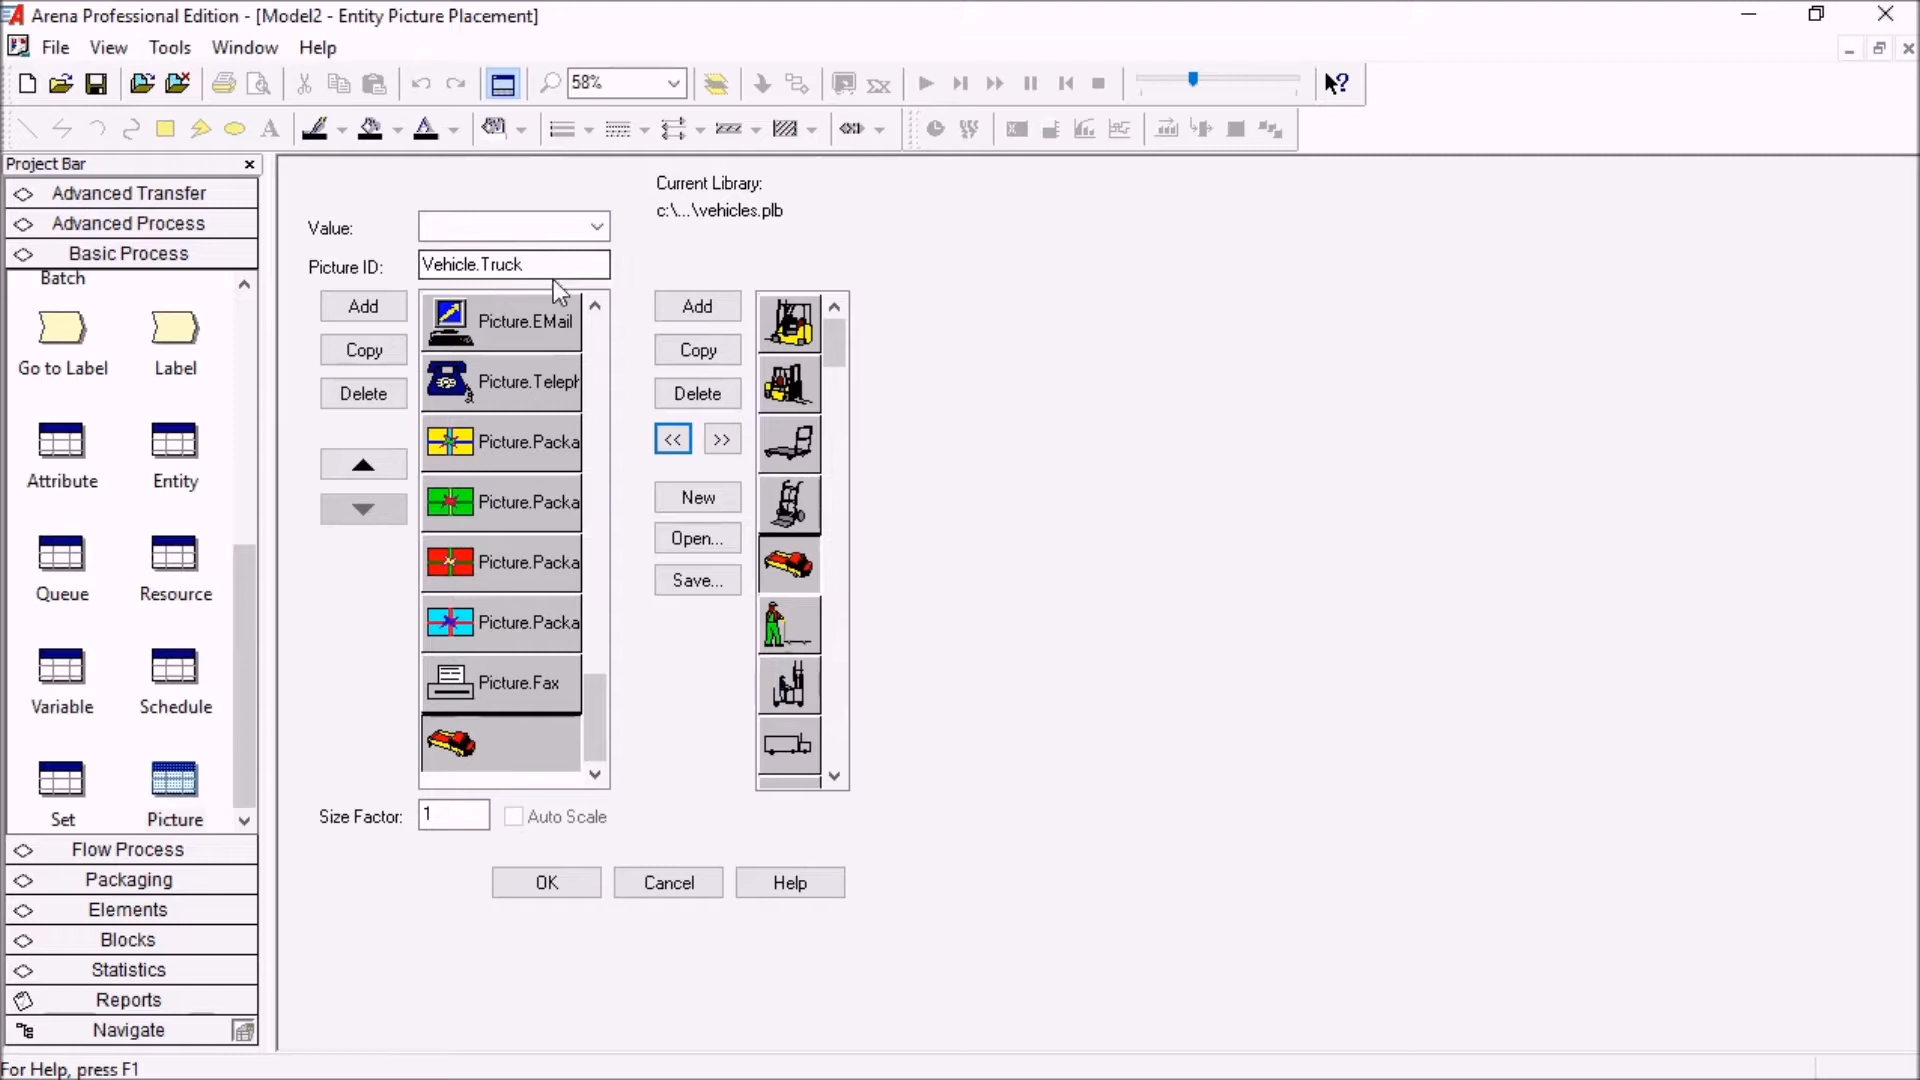 Arena Professional Edition - [Model2 - Entity Picture Placement]
File View Tools Window Help
58%
Project Bar
Advanced Transfer
Advanced Process
Basic Process
Batch
Go to Label
Label
Attribute
Entity
Queue
Resource
Variable
Schedule
Set
Picture
Flow Process
Packaging
Elements
Blocks
Statistics
Reports
Navigate
Value:
Picture ID:
Vehicle.Truck
Add
Copy
Delete
Picture.EMail
Picture.Teleph
Picture.Packa
Picture.Packa
Picture.Packa
Picture.Packa
Picture.Fax
Size Factor:
1
Auto Scale
Current Library:
c:\...\vehicles.plb
Add
Copy
Delete
<< >>
New
Open...
Save...
OK
Cancel
Help
For Help, press F1